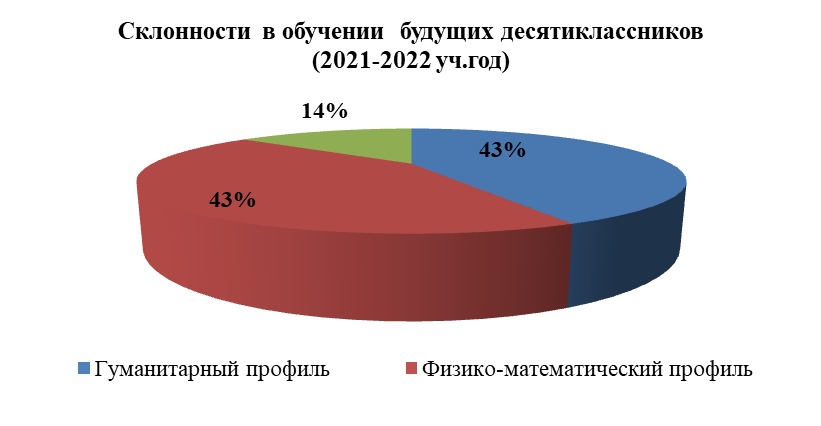 Склонности в обучении будущих десятиклассников
(2021-2022 уч.год)
14%
43%
43%
Гуманитарный профиль
Физико-математический профиль